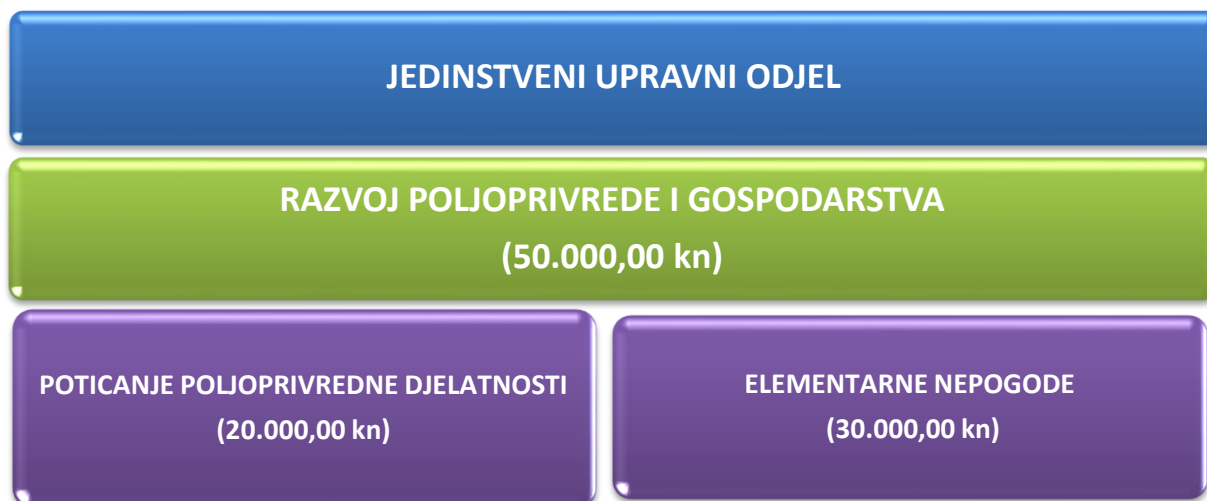 JEDINSTVENI UPRAVNI ODJEL
RAZVOJ POLJOPRIVREDE I GOSPODARSTVA
(50.000,00 kn)
POTICANJE POLJOPRIVREDNE DJELATNOSTI
(20.000,00 kn)
ELEMENTARNE NEPOGODE
(30.000,00 kn)